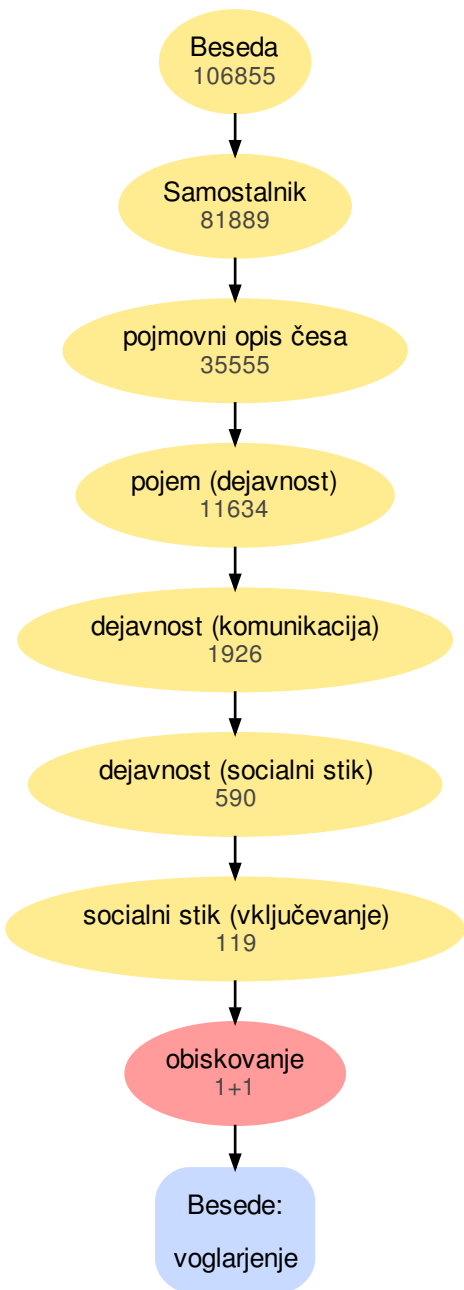 Beseda
106855
Samostalnik
81889
pojmovni opis česa
35555
pojem (dejavnost)
11634
dejavnost (komunikacija)
1926
dejavnost (socialni stik)
590
socialni stik (vključevanje)
119
obiskovanje
1+1
Besede:
voglarjenje